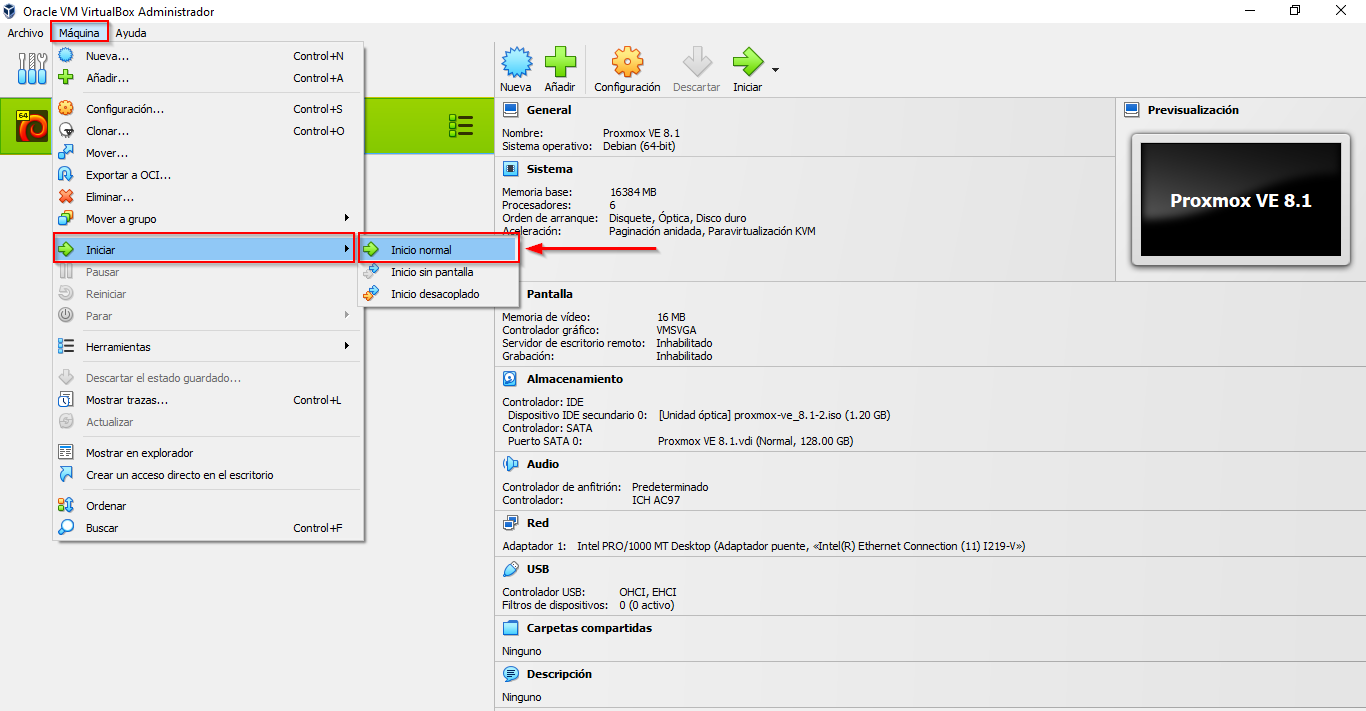 Oracle VM VirtualBox Administrador
Archivo Máquina Ayuda
Nueva... Control+N
Añadir... Control+A
Configuración... Control+S
Clonar... Control+O
Mover...
Exportar a OCI...
Eliminar...
Mover a grupo
Iniciar
Pausar
Reiniciar
Parar
Herramientas
Descartar el estado guardado...
Mostrar trazas... Control+L
Actualizar
Mostrar en explorador
Crear un acceso directo en el escritorio
Ordenar
Buscar Control+F
Inicio normal
Inicio sin pantalla
Inicio desacoplado
64
Nueva Añadir Configuración Descartar Iniciar
General
Nombre: Proxmox VE 8.1
Sistema operativo: Debian (64-bit)
Sistema
Memoria base: 16384 MB
Procesadores: 6
Orden de arranque: Disquete, Óptica, Disco duro
Aceleración: Paginación anidada, Paravirtualización KVM
Previsualización
Proxmox VE 8.1
Pantalla
Memoria de vídeo: 16 MB
Controlador gráfico: VMSVGA
Servidor de escritorio remoto: Inhabilitado
Grabación: Inhabilitado
Almacenamiento
Controlador: IDE
Dispositivo IDE secundario 0: [Unidad óptica] proxmox-ve_8.1-2.iso (1.20 GB)
Controlador: SATA
Puerto SATA 0: Proxmox VE 8.1.vdi (Normal, 128.00 GB)
Audio
Controlador de anfitrión: Predeterminado
Controlador: ICH AC97
Red
Adaptador 1: Intel PRO/1000 MT Desktop (Adaptador puente, «Intel(R) Ethernet Connection (11) I219-V»)
USB
Controlador USB: OHCI, EHCI
Filtros de dispositivos: 0 (0 activo)
Carpetas compartidas
Ninguno
Descripción
Ninguno